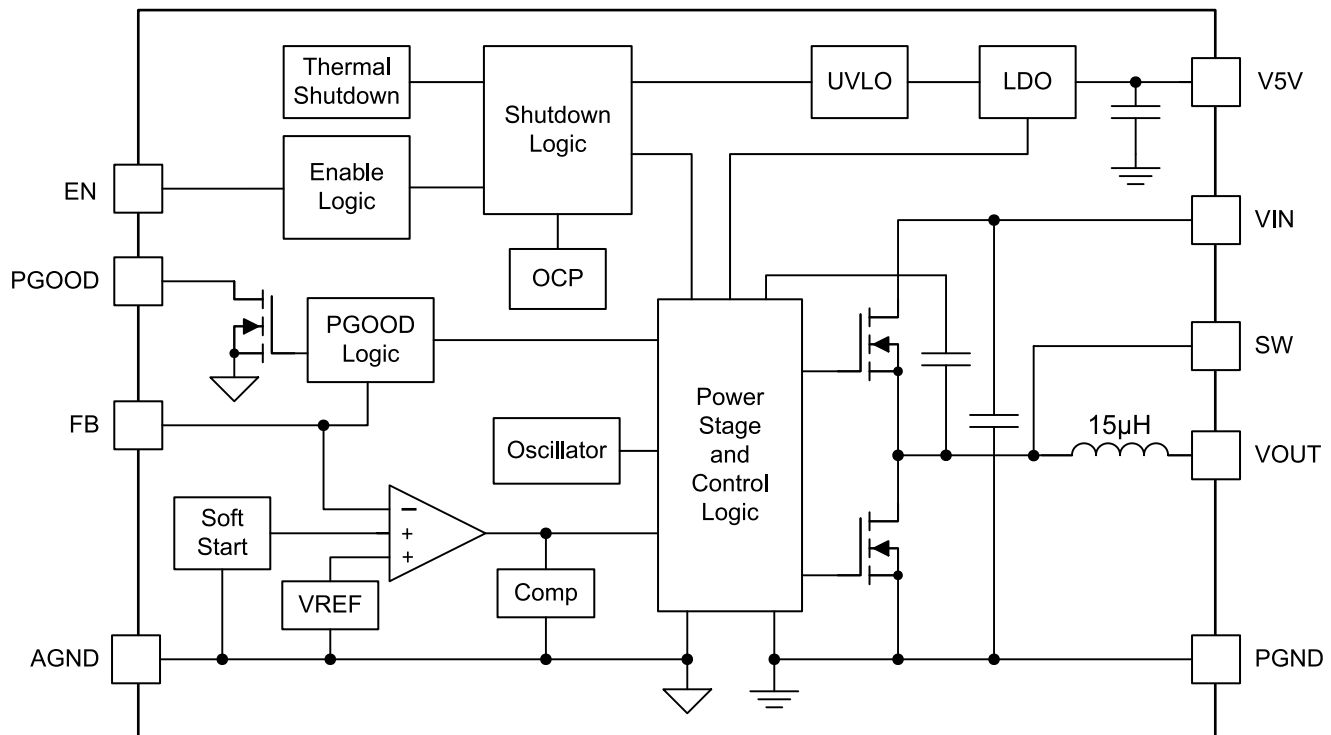 Thermal
Shutdown
Shutdown
Logic
UVLO
LDO
V5V
EN
Enable
Logic
VIN
PGOOD
OCP
PGOOD
Logic
SW
FB
Power
Stage
and
Control
Logic
Oscillator
15µH
VOUT
Soft
Start
−
+
+
VREF
Comp
AGND
PGND